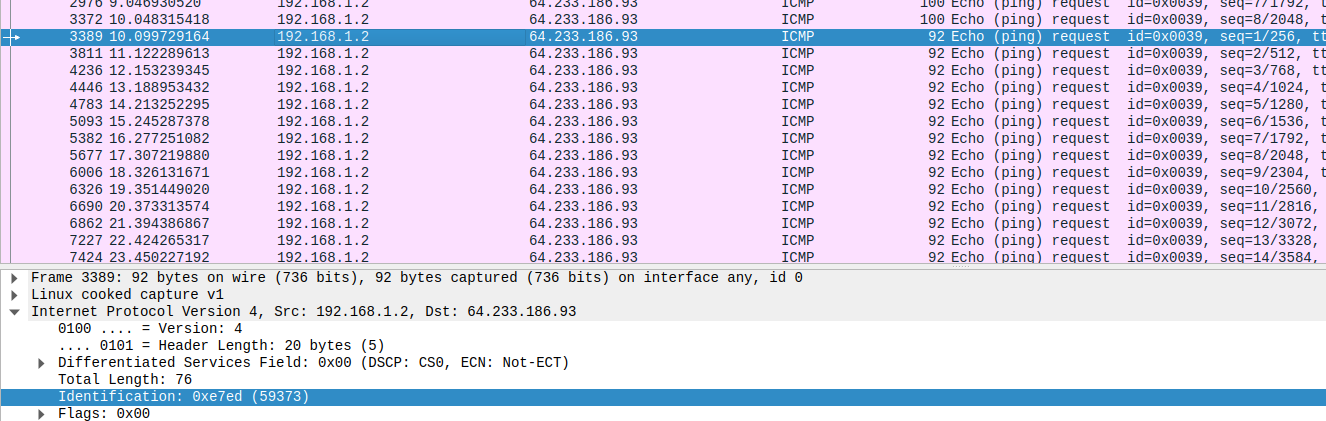 2976 9.046930520 192.168.1.2 64.233.186.93 ICMP 100 Echo (ping) request id=0x0039, seq=7/1792, tt
3372 10.048315418 192.168.1.2 64.233.186.93 ICMP 100 Echo (ping) request id=0x0039, seq=8/2048, tt
3389 10.099729164 192.168.1.2 64.233.186.93 ICMP 92 Echo (ping) request id=0x0039, seq=1/256, tt
3811 11.122289613 192.168.1.2 64.233.186.93 ICMP 92 Echo (ping) request id=0x0039, seq=2/512, tt
4236 12.153239345 192.168.1.2 64.233.186.93 ICMP 92 Echo (ping) request id=0x0039, seq=3/768, tt
4446 13.188953432 192.168.1.2 64.233.186.93 ICMP 92 Echo (ping) request id=0x0039, seq=4/1024, t
4783 14.213252295 192.168.1.2 64.233.186.93 ICMP 92 Echo (ping) request id=0x0039, seq=5/1280, t
5093 15.245287378 192.168.1.2 64.233.186.93 ICMP 92 Echo (ping) request id=0x0039, seq=6/1536, t
5382 16.277251082 192.168.1.2 64.233.186.93 ICMP 92 Echo (ping) request id=0x0039, seq=7/1792, t
5677 17.307219880 192.168.1.2 64.233.186.93 ICMP 92 Echo (ping) request id=0x0039, seq=8/2048, t
6006 18.326131671 192.168.1.2 64.233.186.93 ICMP 92 Echo (ping) request id=0x0039, seq=9/2304, t
6326 19.351449020 192.168.1.2 64.233.186.93 ICMP 92 Echo (ping) request id=0x0039, seq=10/2560,
6690 20.373313574 192.168.1.2 64.233.186.93 ICMP 92 Echo (ping) request id=0x0039, seq=11/2816,
6862 21.394386867 192.168.1.2 64.233.186.93 ICMP 92 Echo (ping) request id=0x0039, seq=12/3072,
7227 22.424265317 192.168.1.2 64.233.186.93 ICMP 92 Echo (ping) request id=0x0039, seq=13/3328,
7424 23.450227192 192.168.1.2 64.233.186.93 ICMP 92 Echo (ping) request id=0x0039, seq=14/3584,
Frame 3389: 92 bytes on wire (736 bits), 92 bytes captured (736 bits) on interface any, id 0
Linux cooked capture v1
Internet Protocol Version 4, Src: 192.168.1.2, Dst: 64.233.186.93
0100 .... = Version: 4
.... 0101 = Header Length: 20 bytes (5)
Differentiated Services Field: 0x00 (DSCP: CS0, ECN: Not-ECT)
Total Length: 76
Identification: 0xe7ed (59373)
Flags: 0x00